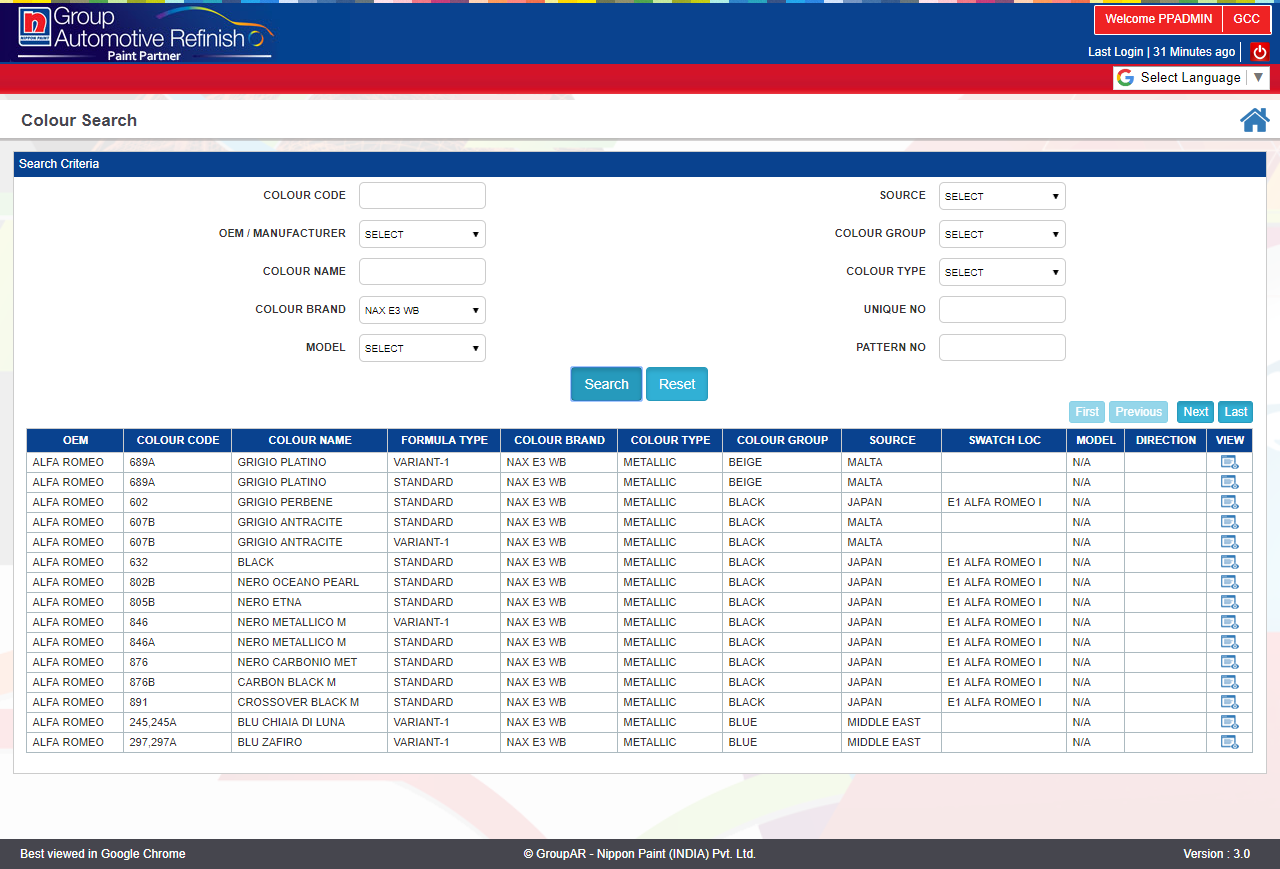 Group
Automotive Refinish
NIPPON PAINT
Paint Partner
Welcome PPADMIN GCC
Last Login | 31 Minutes ago
Select Language ▼
Colour Search
Search Criteria
COLOUR CODE SOURCE SELECT
OEM / MANUFACTURER SELECT COLOUR GROUP SELECT
COLOUR NAME COLOUR TYPE SELECT
COLOUR BRAND NAX E3 WB UNIQUE NO
MODEL SELECT PATTERN NO
Search Reset
First Previous Next Last
OEM COLOUR CODE COLOUR NAME FORMULA TYPE COLOUR BRAND COLOUR TYPE COLOUR GROUP SOURCE SWATCH LOC MODEL DIRECTION VIEW
ALFA ROMEO 689A GRIGIO PLATINO VARIANT-1 NAX E3 WB METALLIC BEIGE MALTA N/A
ALFA ROMEO 689A GRIGIO PLATINO STANDARD NAX E3 WB METALLIC BEIGE MALTA N/A
ALFA ROMEO 602 GRIGIO PERBENE STANDARD NAX E3 WB METALLIC BLACK JAPAN E1 ALFA ROMEO I N/A
ALFA ROMEO 607B GRIGIO ANTRACITE STANDARD NAX E3 WB METALLIC BLACK MALTA N/A
ALFA ROMEO 607B GRIGIO ANTRACITE VARIANT-1 NAX E3 WB METALLIC BLACK MALTA N/A
ALFA ROMEO 632 BLACK STANDARD NAX E3 WB METALLIC BLACK JAPAN E1 ALFA ROMEO I N/A
ALFA ROMEO 802B NERO OCEANO PEARL STANDARD NAX E3 WB METALLIC BLACK JAPAN E1 ALFA ROMEO I N/A
ALFA ROMEO 805B NERO ETNA STANDARD NAX E3 WB METALLIC BLACK JAPAN E1 ALFA ROMEO I N/A
ALFA ROMEO 846 NERO METALLICO M VARIANT-1 NAX E3 WB METALLIC BLACK JAPAN E1 ALFA ROMEO I N/A
ALFA ROMEO 846A NERO METALLICO M STANDARD NAX E3 WB METALLIC BLACK JAPAN E1 ALFA ROMEO I N/A
ALFA ROMEO 876 NERO CARBONIO MET STANDARD NAX E3 WB METALLIC BLACK JAPAN E1 ALFA ROMEO I N/A
ALFA ROMEO 876B CARBON BLACK M STANDARD NAX E3 WB METALLIC BLACK JAPAN E1 ALFA ROMEO I N/A
ALFA ROMEO 891 CROSSOVER BLACK M STANDARD NAX E3 WB METALLIC BLACK JAPAN E1 ALFA ROMEO I N/A
ALFA ROMEO 245,245A BLU CHIAIA DI LUNA VARIANT-1 NAX E3 WB METALLIC BLUE MIDDLE EAST N/A
ALFA ROMEO 297,297A BLU ZAFIRO VARIANT-1 NAX E3 WB METALLIC BLUE MIDDLE EAST N/A
Best viewed in Google Chrome © GroupAR - Nippon Paint (INDIA) Pvt. Ltd. Version : 3.0